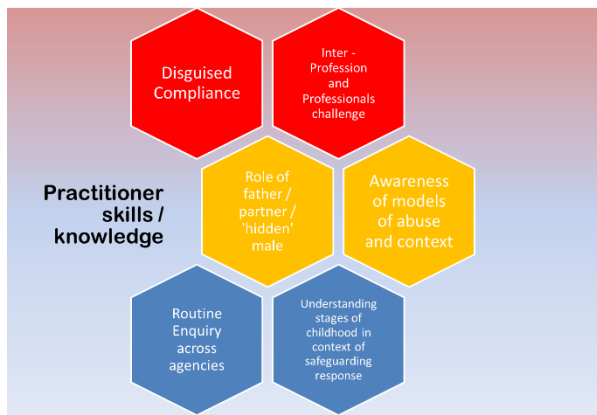 Disguised
Compliance
Inter -
Profession
and
Professionals
challenge
Practitioner
skills /
knowledge
Role of
father /
partner /
'hidden'
male
Awareness
of models
of abuse
and context
Routine
Enquiry
across
agencies
Understanding
stages of
childhood in
context of
safeguarding
response